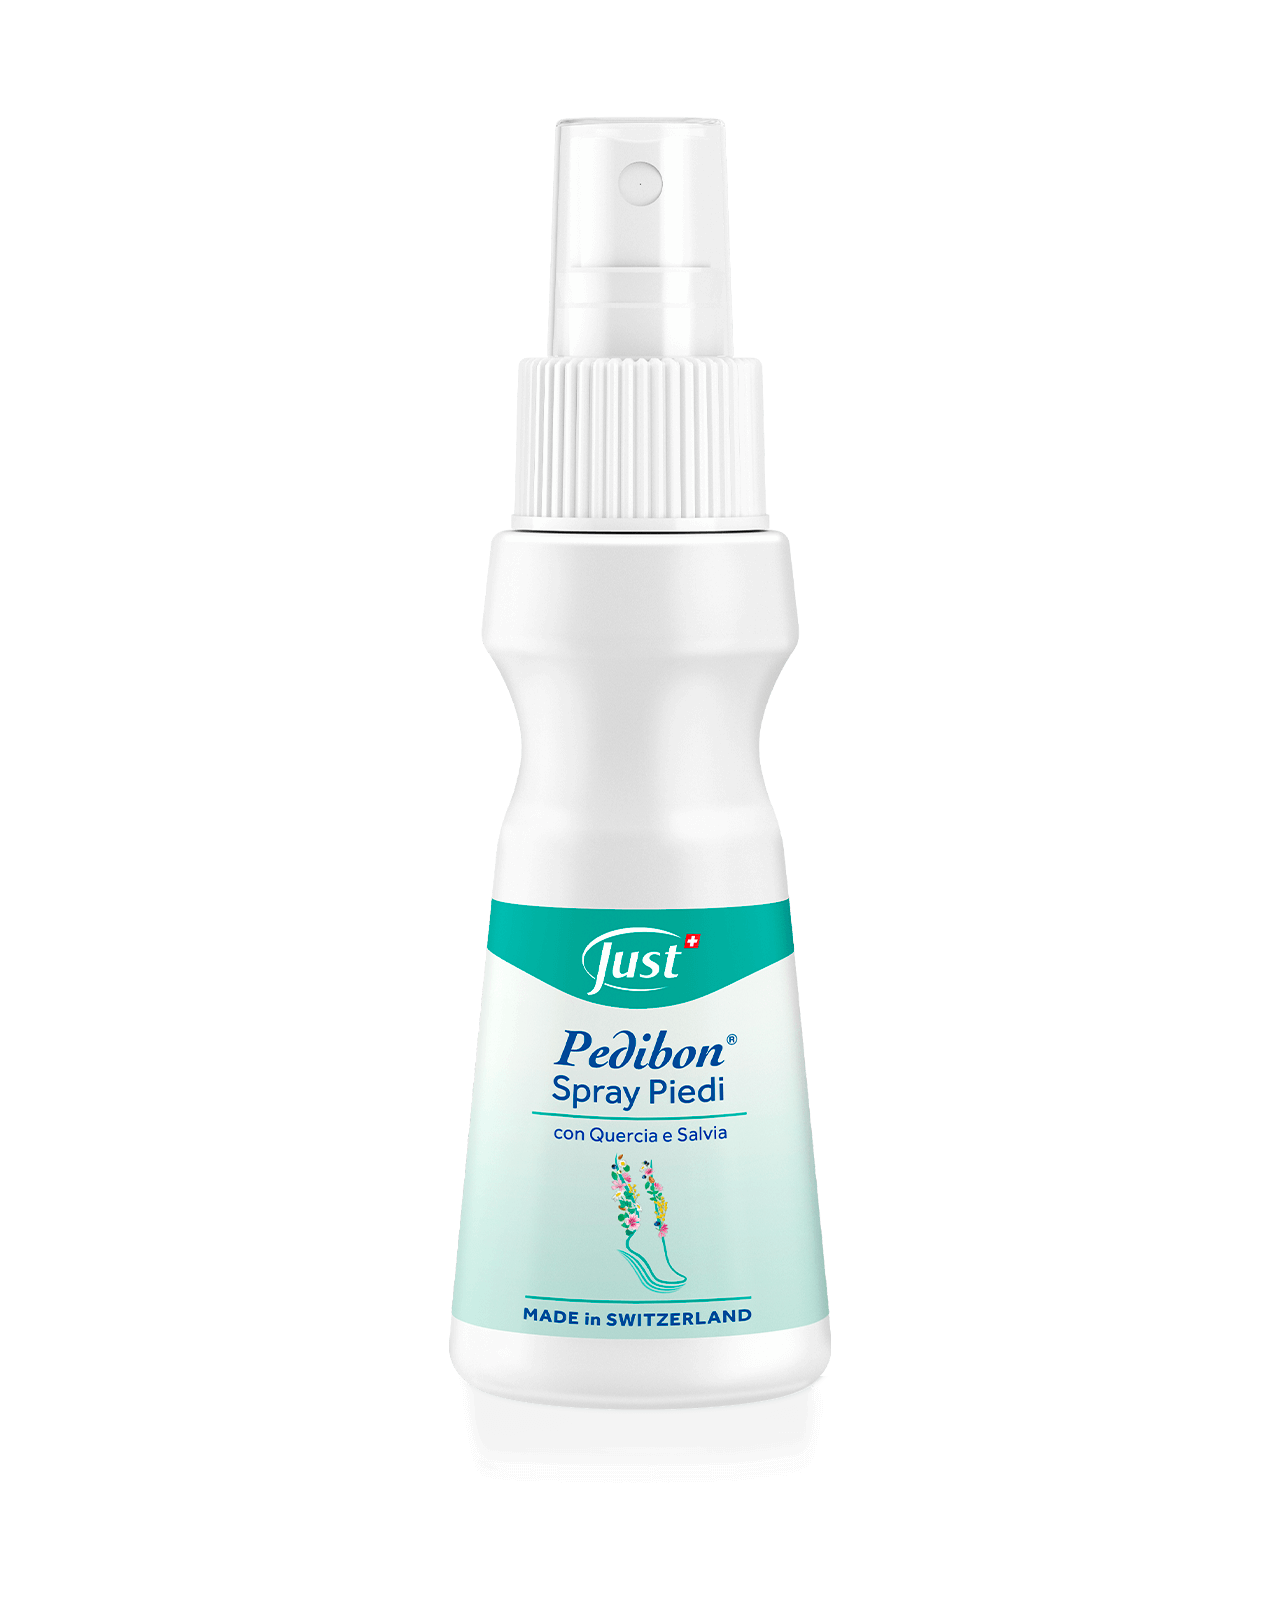 Just
Pedibon®
Spray Piedi
con Quercia e Salvia
MADE in SWITZERLAND